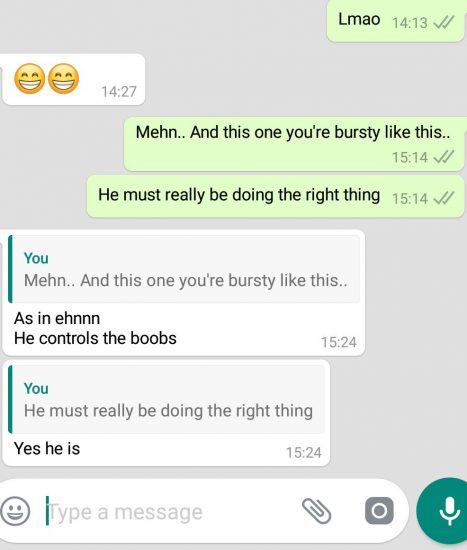 Lmao 14:13
😁😁 14:27
Mehn.. And this one you're bursty like this..
15:14
He must really be doing the right thing 15:14
You
Mehn.. And this one you're bursty like this..
As in ehnnn
He controls the boobs
15:24
You
He must really be doing the right thing
Yes he is 15:24
Type a message